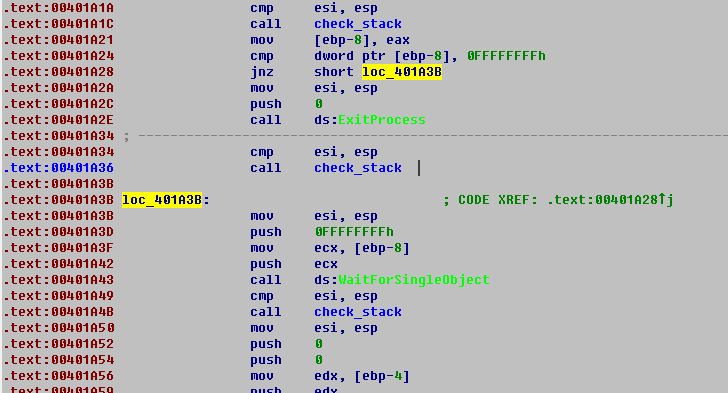 .text:00401A1A cmp esi, esp
.text:00401A1C call check_stack
.text:00401A21 mov [ebp-8], eax
.text:00401A24 cmp dword ptr [ebp-8], 0FFFFFFFFh
.text:00401A28 jnz short loc_401A3B
.text:00401A2A mov esi, esp
.text:00401A2C push 0
.text:00401A2E call ds:ExitProcess
.text:00401A34 ; ---------------------------------------------------------------------------
.text:00401A34 cmp esi, esp
.text:00401A36 call check_stack
.text:00401A3B
.text:00401A3B loc_401A3B: ; CODE XREF: .text:00401A28↑j
.text:00401A3B mov esi, esp
.text:00401A3D push 0FFFFFFFFh
.text:00401A3F mov ecx, [ebp-8]
.text:00401A42 push ecx
.text:00401A43 call ds:WaitForSingleObject
.text:00401A49 cmp esi, esp
.text:00401A4B call check_stack
.text:00401A50 mov esi, esp
.text:00401A52 push 0
.text:00401A54 push 0
.text:00401A56 mov edx, [ebp-4]
.text:00401A59 push edx